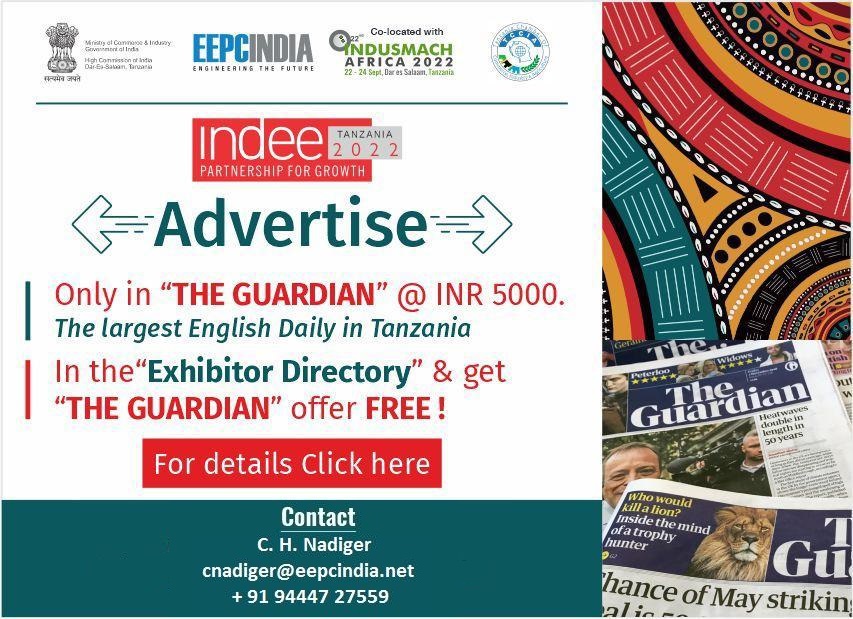 सत्यमेव जयते
Ministry of Commerce & Industry
Government of India
High Commission of India
Dar-Es-Salaam, Tanzania
EEPC INDIA
ENGINEERING THE FUTURE
Co-located with
22nd
INDUSMACH
AFRICA 2022
22 - 24 Sept, Dar es Salaam, Tanzania
TCCIA
indee
TANZANIA
2022
PARTNERSHIP FOR GROWTH
Advertise
Only in “THE GUARDIAN” @ INR 5000.
The largest English Daily in Tanzania
In the“Exhibitor Directory” & get
“THE GUARDIAN” offer FREE !
For details Click here
Contact
C. H. Nadiger
cnadiger@eepcindia.net
+ 91 94447 27559
The
Peterloo
Widows
The
Guardian
Heatwaves
double in
length in
50 years
Who would
kill a lion?
Inside the mind
of a trophy
hunter
G2
T
Gu
hance of May striking